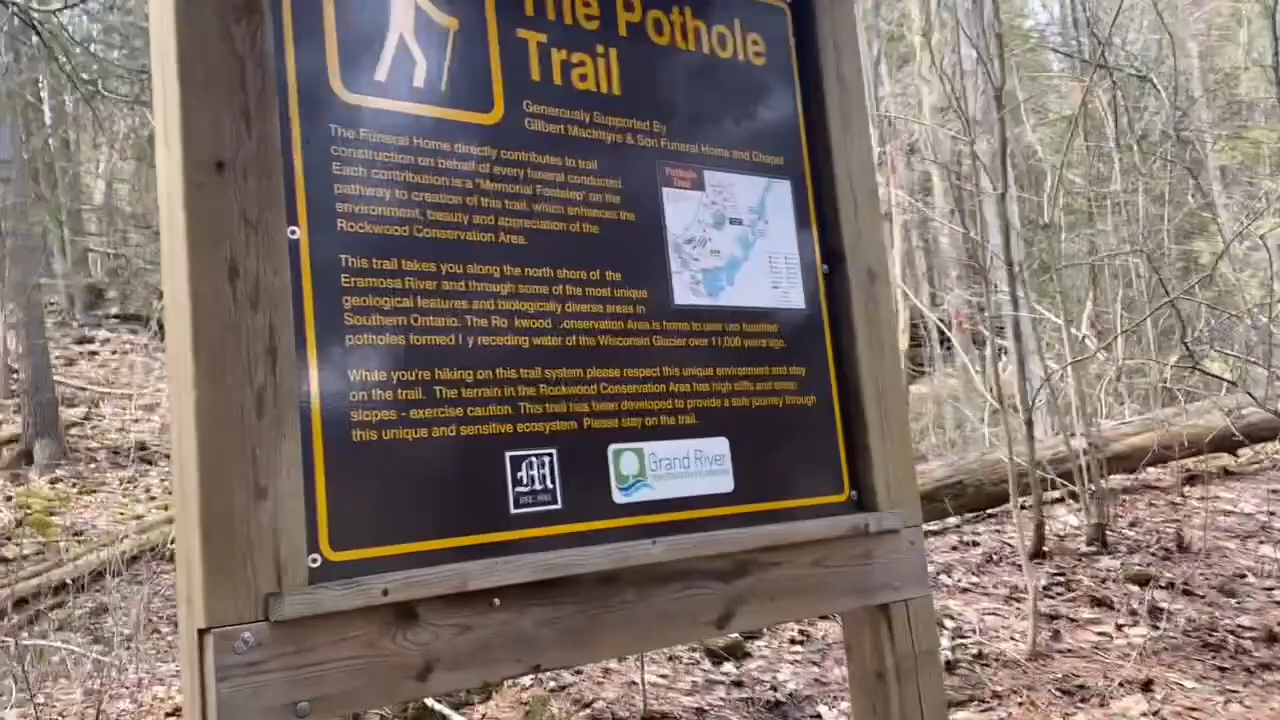 The Pothole
Trail
Generously Supported By
Gilbert MacIntyre & Son Funeral Home and Chapel
The Funeral Home directly contributes to trail
construction on behalf of every funeral conducted.
Each contribution is a "Memorial Footstep" on the
pathway to creation of this trail, which enhances the
environment, beauty and appreciation of the
Rockwood Conservation Area.
Pothole
Trail
This trail takes you along the north shore of the
Eramosa River and through some of the most unique
geological features and biologically diverse areas in
Southern Ontario. The Ro kwood onservation Area is home to over two hundred
potholes formed y receding water of the Wisconsin Glacier over 11,000 years ago.
While you're hiking on this trail system please respect this unique environment and stay
on the trail. The terrain in the Rockwood Conservation Area has high cliffs and steep
slopes - exercise caution. This trail has been developed to provide a safe journey through
this unique and sensitive ecosystem. Please stay on the trail.
M
Grand River